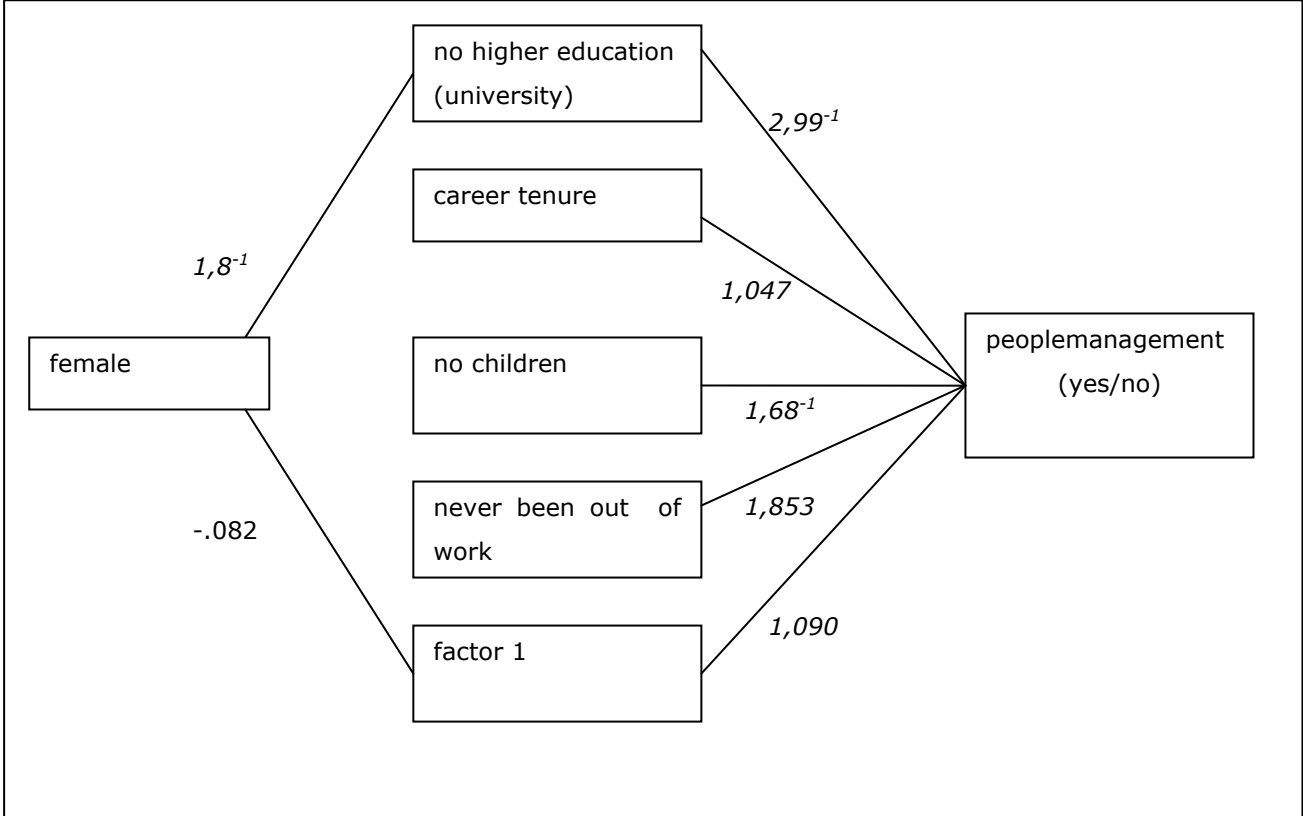 no higher education
(university)
2,99⁻¹
career tenure
1,8⁻¹
1,047
female
no children
peoplemanagement
(yes/no)
1,68⁻¹
never been out of
work
1,853
-.082
factor 1
1,090